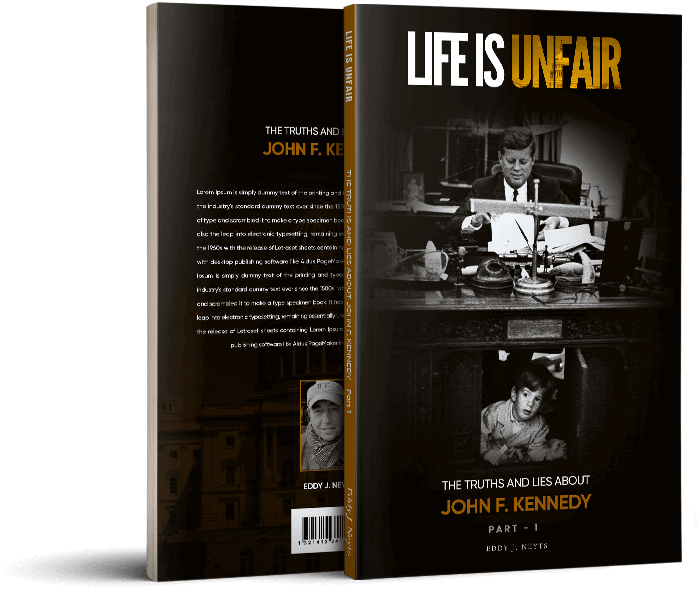 THE TRUTHS AND
JOHN F. KE
Lorem Ipsum is simply dummy text of the printing and
the industry's standard dummy text ever since the 150
of type and scrambled it to make a type specimen boo
also the leap into electronic typesetting, remaining
the 1960s with the release of Letraset sheets containin
with desktop publishing software like Aldus PageMake
Ipsum is simply dummy text of the printing and type
industry's standard dummy text ever since the 1500s, w
and scrambled it to make a type specimen book. It ha
leap into electronic typesetting, remaining essentially
the release of Letraset sheets containing Lorem Ipsum
publishing software like Aldus PageMaker
EDDY J. NEY
LIFE IS UNFAIR
THE TRUTHS AND LIES ABOUT JOHN F. KENNEDY Part 1
Eddy J. Neyts
LIFE IS UNFAIR
THE TRUTHS AND LIES ABOUT
JOHN F. KENNEDY
PART - I
EDDY J. NEYTS